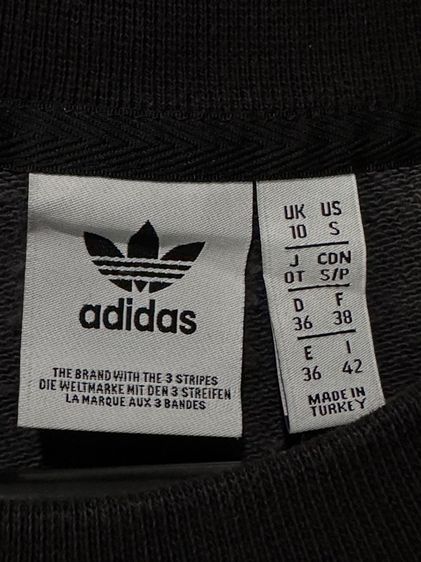 adidas
THE BRAND WITH THE 3 STRIPES
DIE WELTMARKE MIT DEN 3 STREIFEN
LA MARQUE AUX 3 BANDES
UK US
10 S
J CDN
OT S/P
D F
36 38
E I
36 42
MADE IN
TURKEY